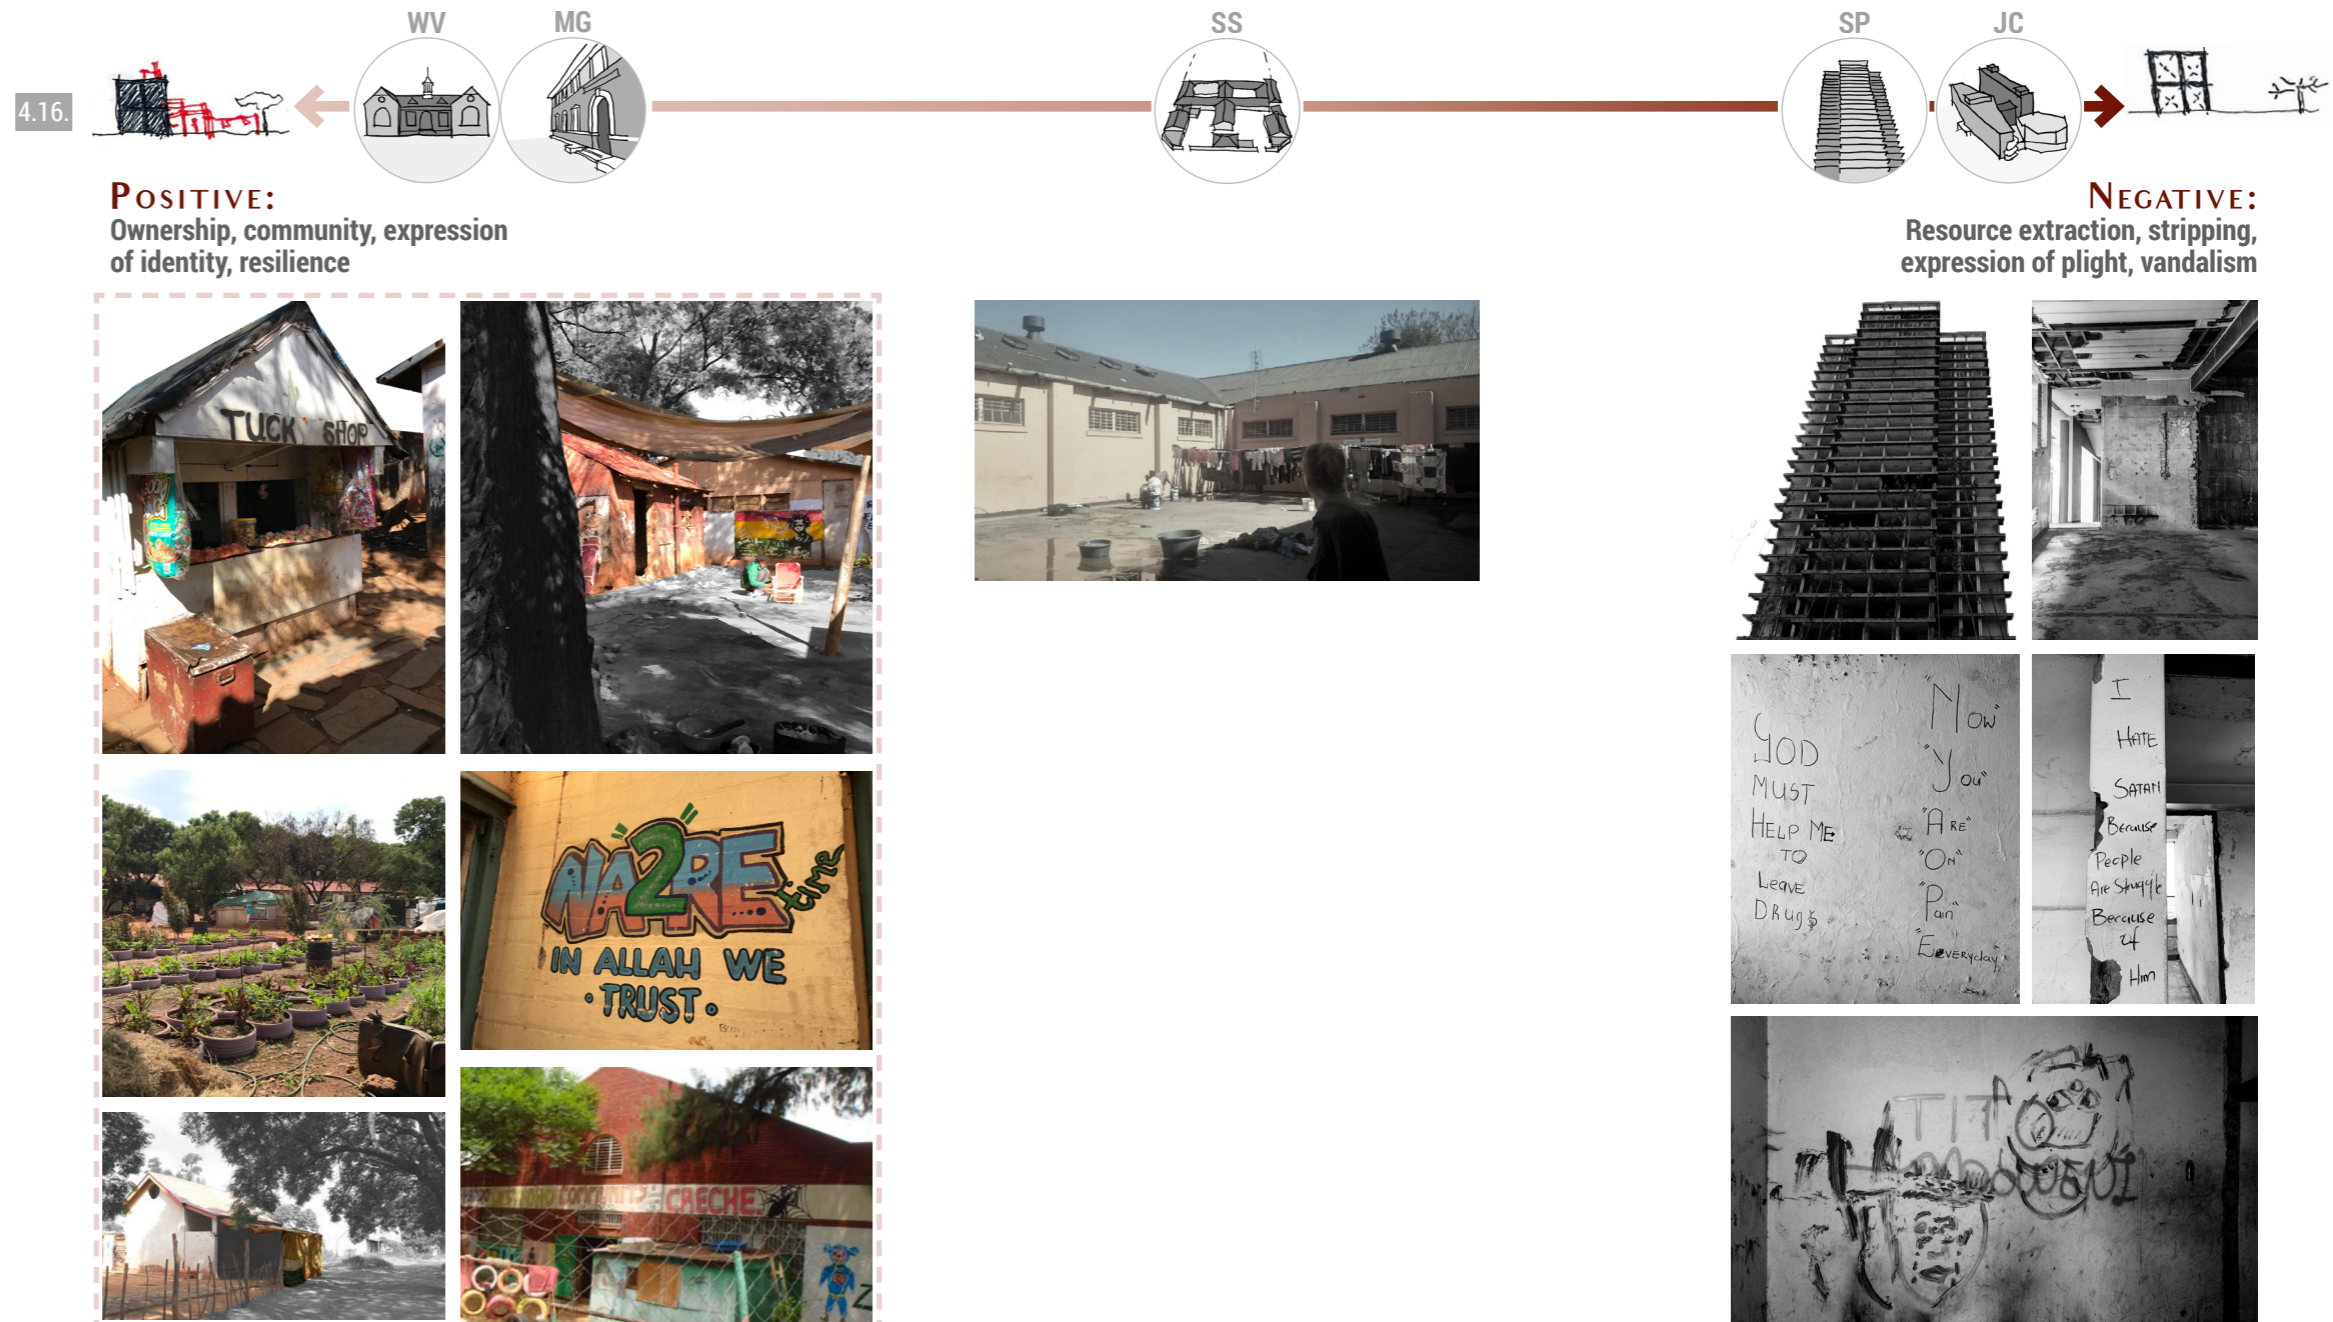 WV
MG
SS
SP
JC
4.16.
POSITIVE:
Ownership, community, expression
of identity, resilience
NEGATIVE:
Resource extraction, stripping,
expression of plight, vandalism
TUCK SHOP
NA2RE
time
IN ALLAH WE
• TRUST •
COMMUNITY
CRECHE
GOD
MUST
HELP ME
TO
LEAVE
DRUgs
"Now"
"You"
"ARE"
"ON"
"Pain"
"Eeveryday"
I
HATE
SATAN
Because
People
Are Struggle
Because
of
Him